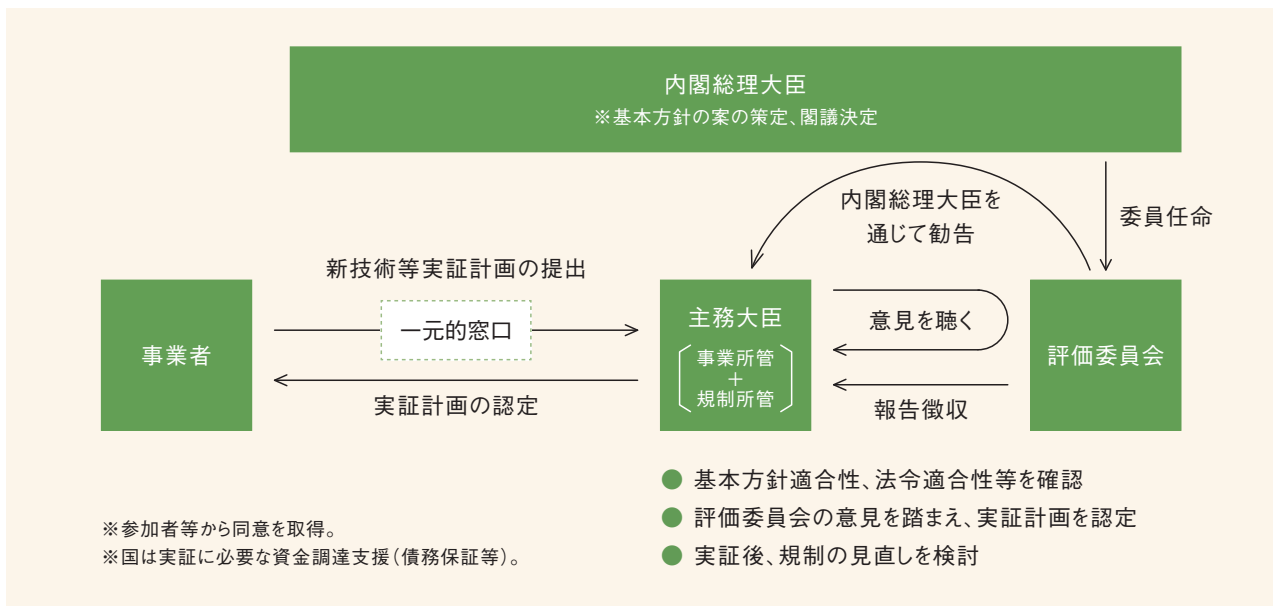 内閣総理大臣
※基本方針の案の策定、閣議決定
内閣総理大臣を
通じて勧告
委員任命
新技術等実証計画の提出
一元的窓口
事業者
実証計画の認定
主務大臣
事業所管
＋
規制所管
意見を聴く
報告徴収
評価委員会
● 基本方針適合性、法令適合性等を確認
● 評価委員会の意見を踏まえ、実証計画を認定
● 実証後、規制の見直しを検討
※参加者等から同意を取得。
※国は実証に必要な資金調達支援（債務保証等）。